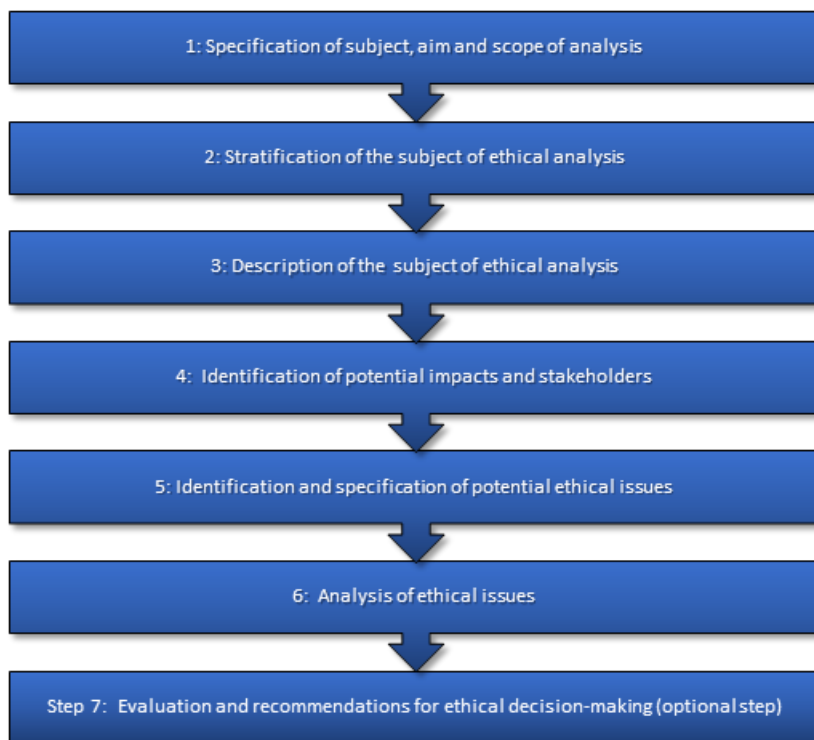 1: Specification of subject, aim and scope of analysis
2: Stratification of the subject of ethical analysis
3: Description of the  subject of ethical analysis
4:  Identification of potential impacts and stakeholders
5: Identification and specification of potential ethical issues
6:  Analysis of ethical issues
Step 7:  Evaluation and recommendations for ethical decision-making (optional step)